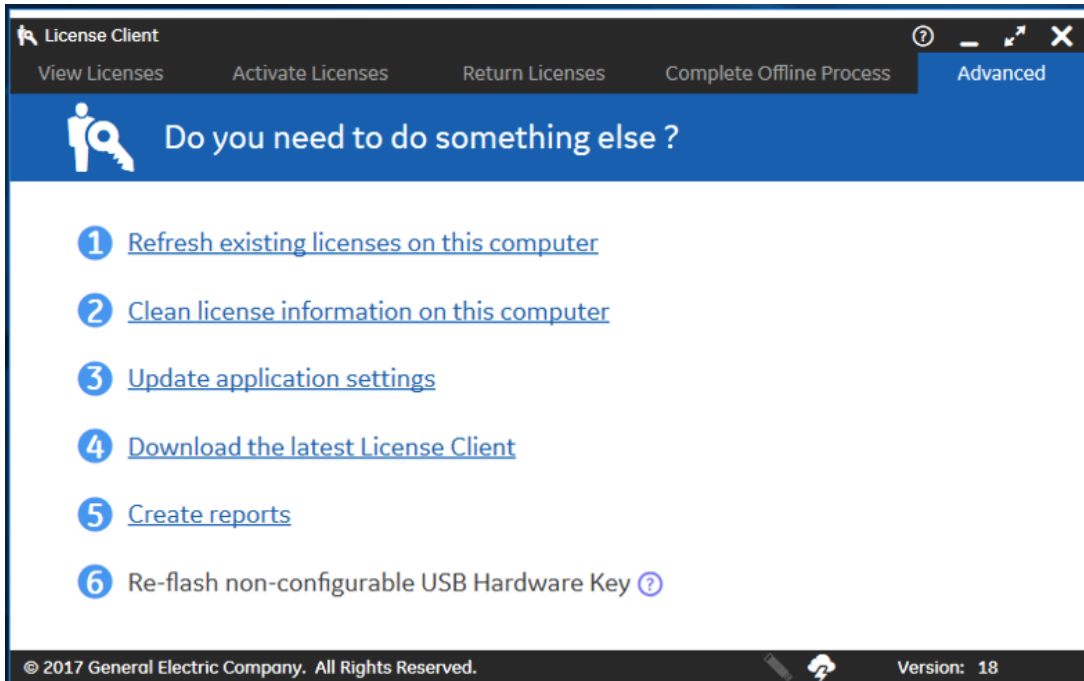 License Client
View Licenses Activate Licenses Return Licenses Complete Offline Process Advanced
Do you need to do something else ?
1 Refresh existing licenses on this computer
2 Clean license information on this computer
3 Update application settings
4 Download the latest License Client
5 Create reports
6 Re-flash non-configurable USB Hardware Key ?
© 2017 General Electric Company. All Rights Reserved. Version: 18